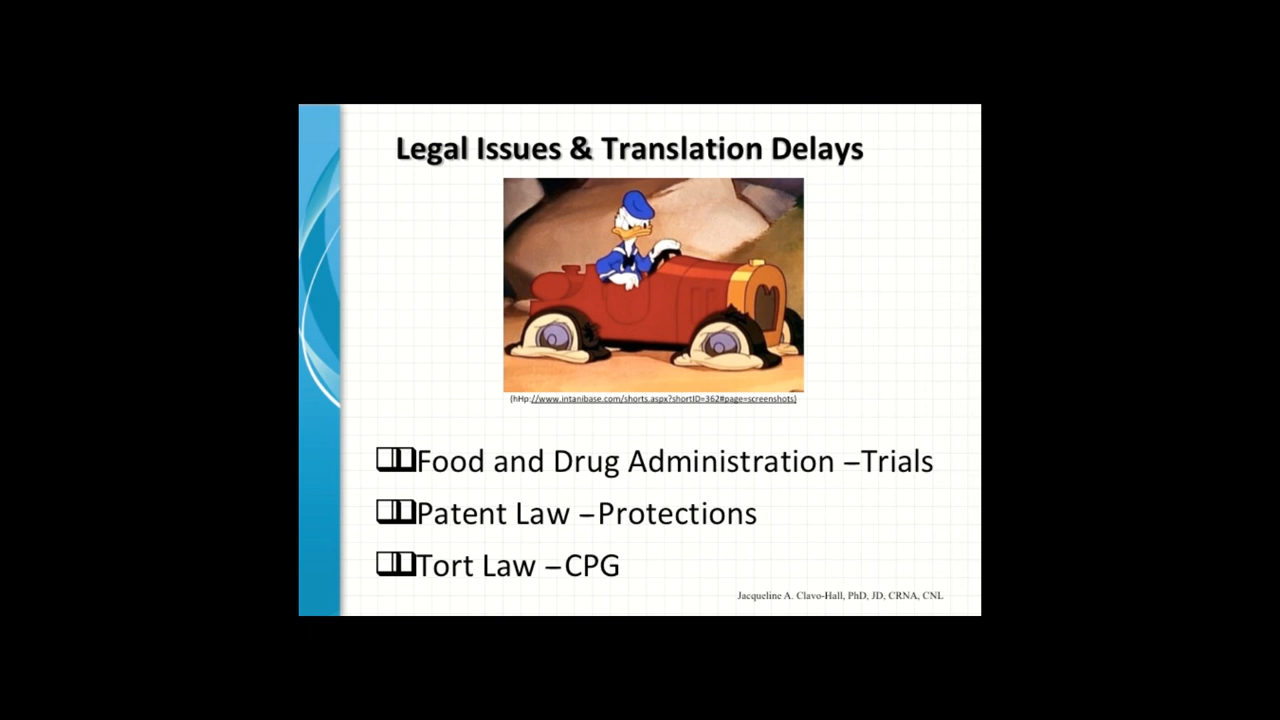 Legal Issues & Translation Delays
(hHp://www.intanibase.com/shorts.aspx?shortID=362#page=screenshots)
❑❑Food and Drug Administration –Trials
❑❑Patent Law –Protections
❑❑Tort Law –CPG
Jacqueline A. Clavo-Hall, PhD, JD, CRNA, CNL